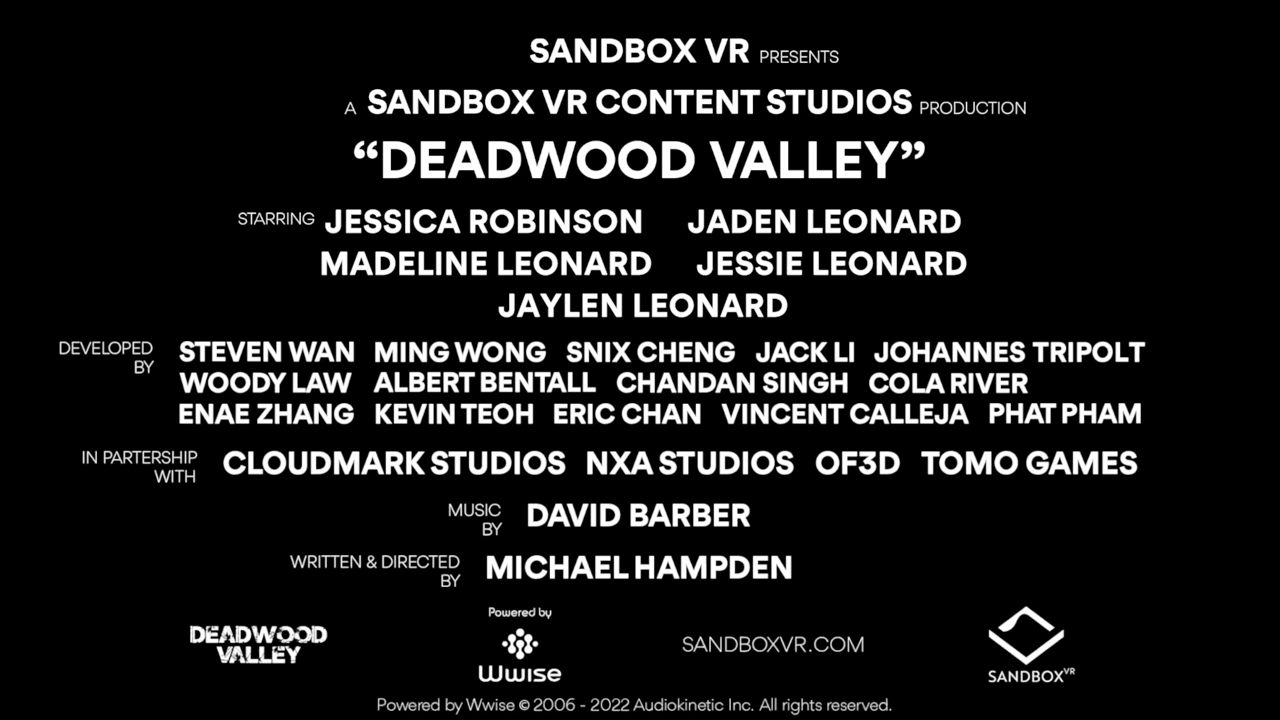 SANDBOX VR PRESENTS
A SANDBOX VR CONTENT STUDIOS PRODUCTION
“DEADWOOD VALLEY”
STARRING JESSICA ROBINSON JADEN LEONARD
MADELINE LEONARD JESSIE LEONARD
JAYLEN LEONARD
DEVELOPED BY STEVEN WAN MING WONG SNIX CHENG JACK LI JOHANNES TRIPOLT
WOODY LAW ALBERT BENTALL CHANDAN SINGH COLA RIVER
ENAE ZHANG KEVIN TEOH ERIC CHAN VINCENT CALLEJA PHAT PHAM
IN PARTERSHIP WITH CLOUDMARK STUDIOS NXA STUDIOS OF3D TOMO GAMES
MUSIC BY DAVID BARBER
WRITTEN & DIRECTED BY MICHAEL HAMPDEN
DEADWOOD VALLEY
Powered by
Wwise
SANDBOXVR.COM
SANDBOX VR
Powered by Wwise © 2006 - 2022 Audiokinetic Inc. All rights reserved.